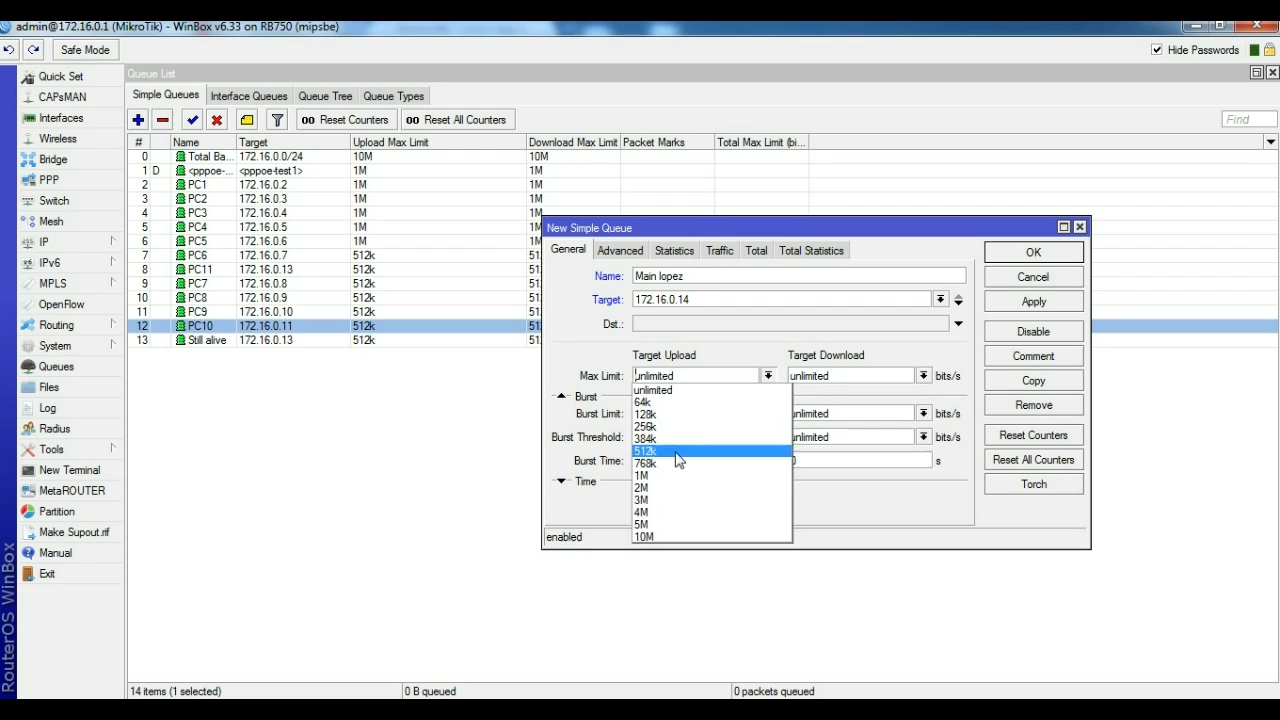 admin@172.16.0.1 (MikroTik) - WinBox v6.33 on RB750 (mipsbe)
Safe Mode
Hide Passwords
Quick Set
CAPsMAN
Interfaces
Wireless
Bridge
PPP
Switch
Mesh
IP
IPv6
MPLS
OpenFlow
Routing
System
Queues
Files
Log
Radius
Tools
New Terminal
MetaROUTER
Partition
Make Supout.rif
Manual
Exit
RouterOS WinBox
Queue List
Simple Queues Interface Queues Queue Tree Queue Types
Reset Counters Reset All Counters Find
# Name Target Upload Max Limit Download Max Limit Packet Marks Total Max Limit (bi...
0 Total Ba... 172.16.0.0/24 10M 10M
1 D <pppoe-... <pppoe-test1> 1M 1M
2 PC1 172.16.0.2 1M 1M
3 PC2 172.16.0.3 1M 1M
4 PC3 172.16.0.4 1M 1M
5 PC4 172.16.0.5 1M 1M
6 PC5 172.16.0.6 1M 1M
7 PC6 172.16.0.7 512k 512
8 PC11 172.16.0.13 512k 512
9 PC7 172.16.0.8 512k 512
10 PC8 172.16.0.9 512k 512
11 PC9 172.16.0.10 512k 512
12 PC10 172.16.0.11 512k 512
13 Still alive 172.16.0.13 512k 512
New Simple Queue
General Advanced Statistics Traffic Total Total Statistics
Name: Main lopez
Target: 172.16.0.14
Dst.:
Target Upload Target Download
Max Limit: unlimited unlimited bits/s
Burst
Burst Limit: unlimited bits/s
Burst Threshold: unlimited bits/s
Burst Time: 0 s
Time
unlimited
64k
128k
256k
384k
512k
768k
1M
2M
3M
4M
5M
10M
enabled
OK
Cancel
Apply
Disable
Comment
Copy
Remove
Reset Counters
Reset All Counters
Torch
14 items (1 selected) 0 B queued 0 packets queued